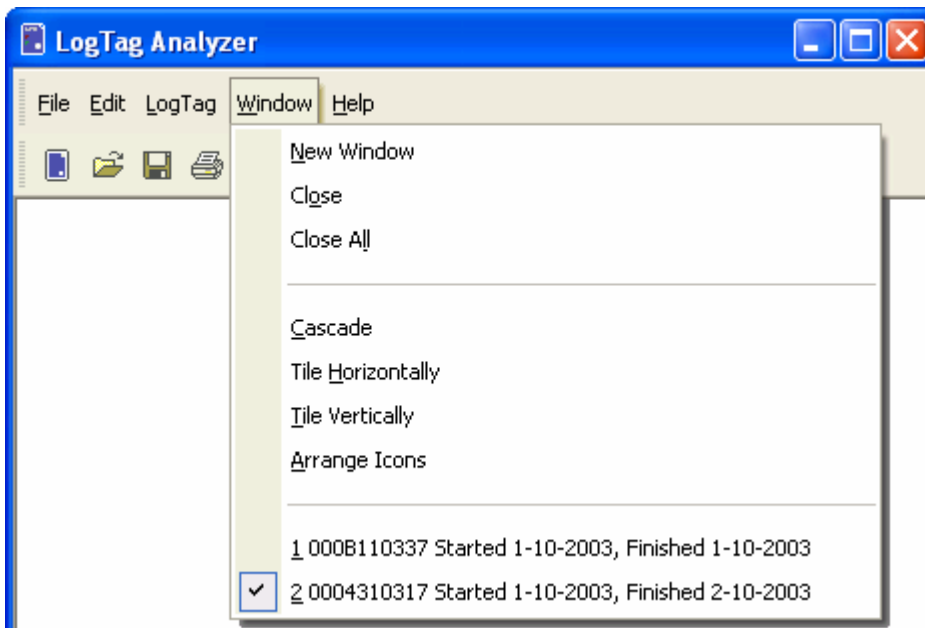 LogTag Analyzer
File Edit LogTag Window Help
New Window
Close
Close All
Cascade
Tile Horizontally
Tile Vertically
Arrange Icons
1 000B110337 Started 1-10-2003, Finished 1-10-2003
2 0004310317 Started 1-10-2003, Finished 2-10-2003